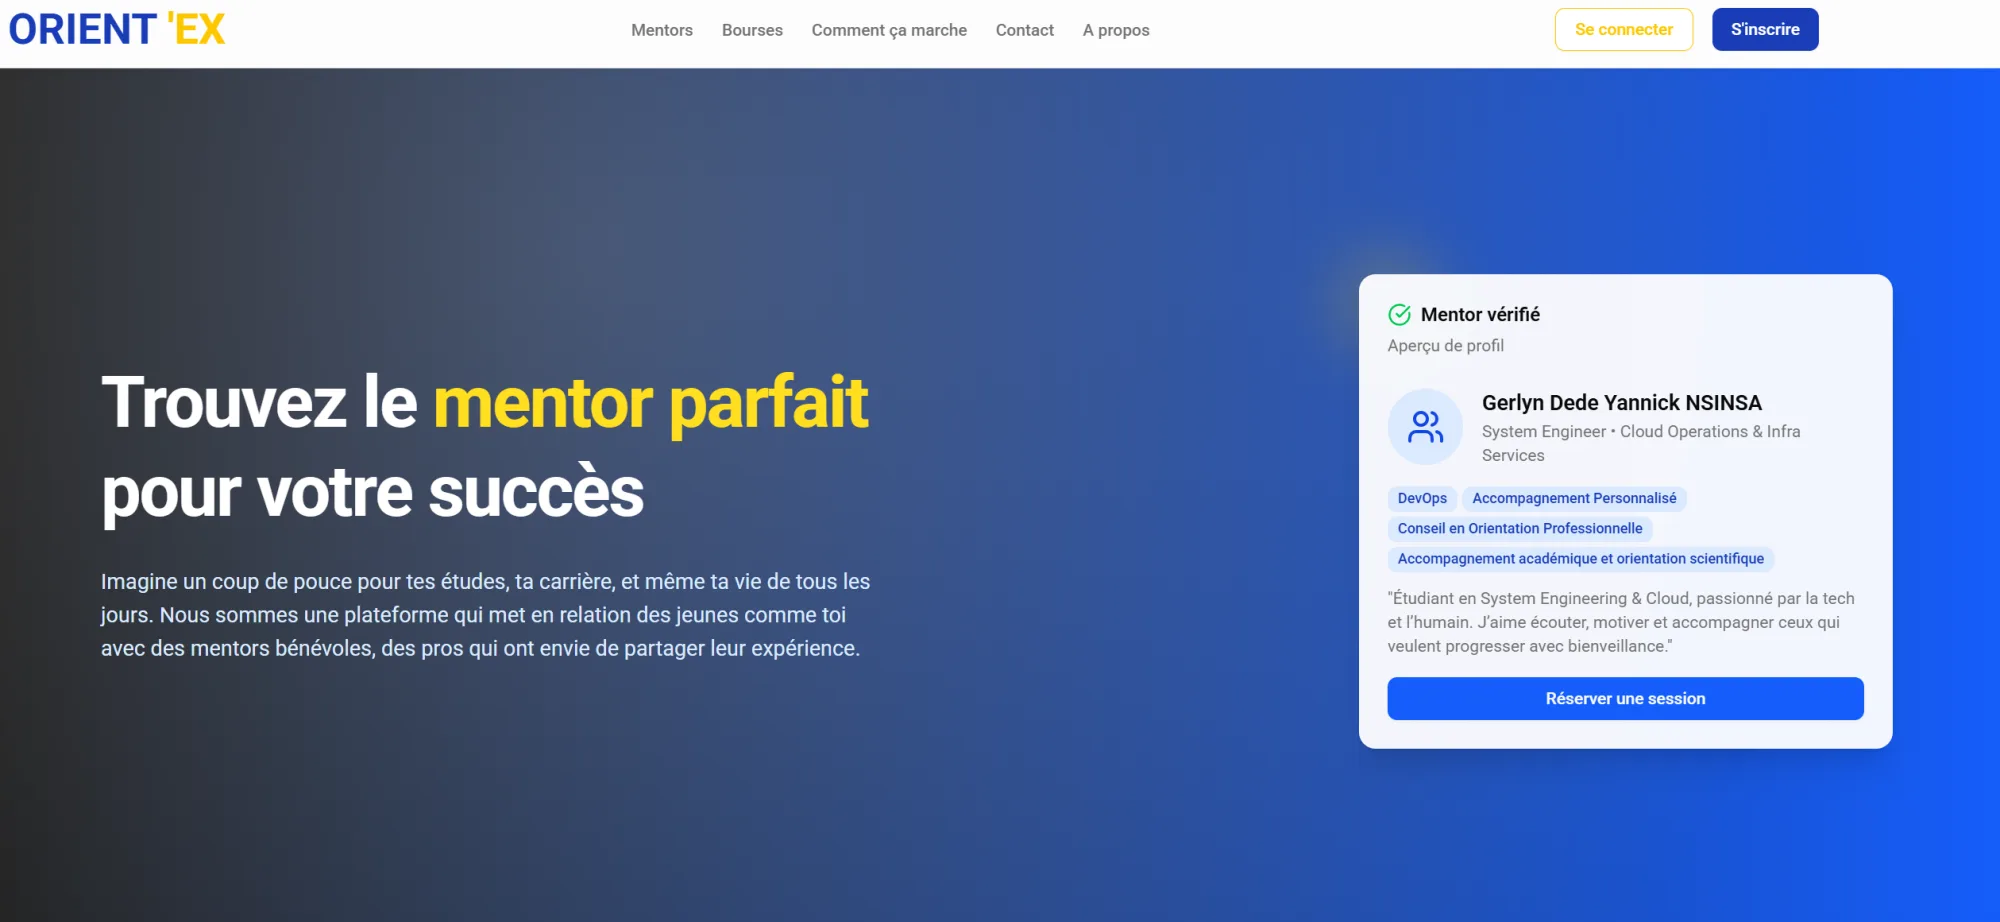 ORIENT 'EX
Mentors
Bourses
Comment ça marche
Contact
A propos
Se connecter
S'inscrire
Trouvez le mentor parfait
pour votre succès
Imagine un coup de pouce pour tes études, ta carrière, et même ta vie de tous les
jours. Nous sommes une plateforme qui met en relation des jeunes comme toi
avec des mentors bénévoles, des pros qui ont envie de partager leur expérience.
Mentor vérifié
Aperçu de profil
Gerlyn Dede Yannick NSINSA
System Engineer • Cloud Operations & Infra
Services
DevOps
Accompagnement Personnalisé
Conseil en Orientation Professionnelle
Accompagnement académique et orientation scientifique
"Étudiant en System Engineering & Cloud, passionné par la tech
et l’humain. J’aime écouter, motiver et accompagner ceux qui
veulent progresser avec bienveillance."
Réserver une session